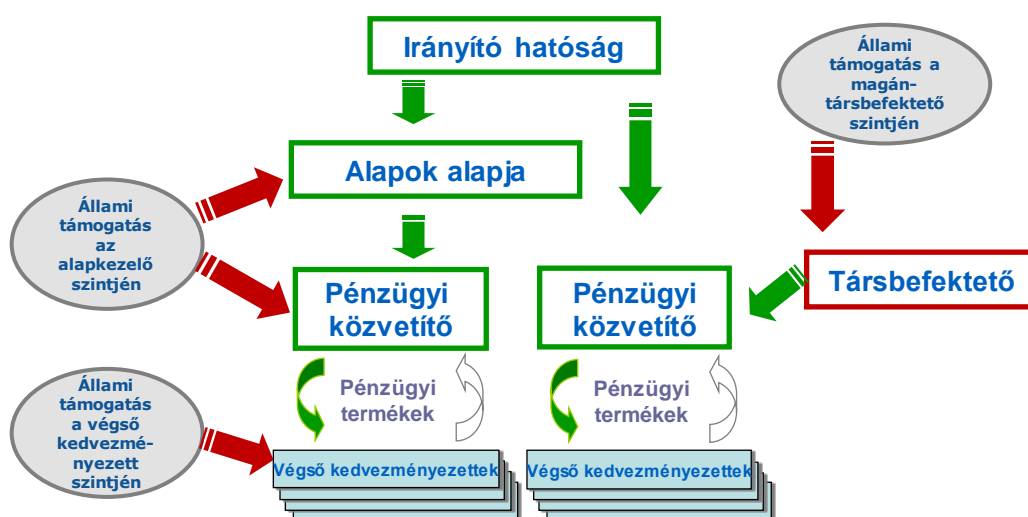 Irányító hatóság
Állami
támogatás a
magán-
társbefektető
szintjén
Alapok alapja
Állami
támogatás
az
alapkezelő
szintjén
Pénzügyi
közvetítő
Pénzügyi
közvetítő
Társbefektető
Pénzügyi
termékek
Pénzügyi
termékek
Állami
támogatás
a végső
kedvezmé-
nyezett
szintjén
Végső kedvezményezettek
Végső kedvezményezettek